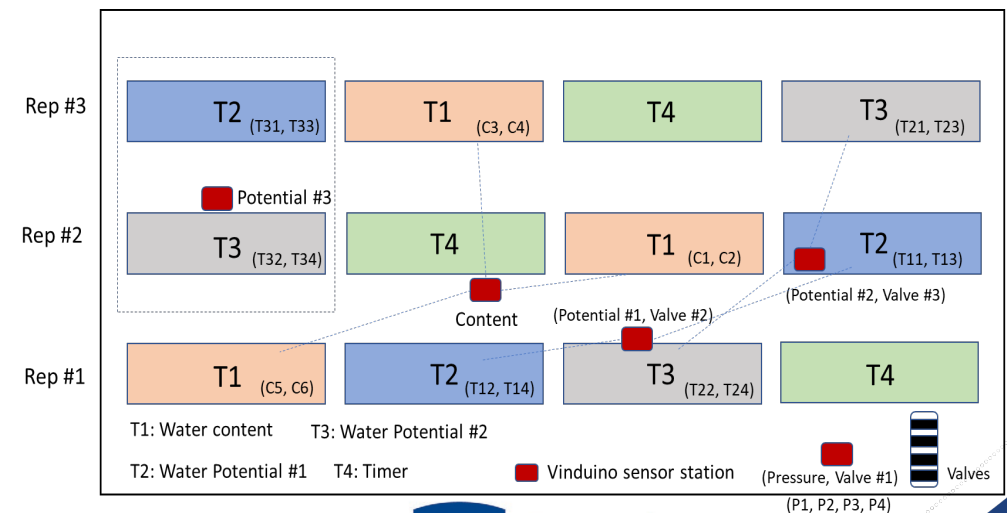 Rep #3
T2 (T31, T33)
T1 (C3, C4)
T4
T3 (T21, T23)
Potential #3
Rep #2
T3 (T32, T34)
T4
T1 (C1, C2)
T2 (T11, T13)
(Potential #2, Valve #3)
Content
(Potential #1, Valve #2)
Rep #1
T1 (C5, C6)
T2 (T12, T14)
T3 (T22, T24)
T4
T1: Water content
T3: Water Potential #2
T2: Water Potential #1
T4: Timer
Vinduino sensor station
(Pressure, Valve #1)
Valves
(P1, P2, P3, P4)